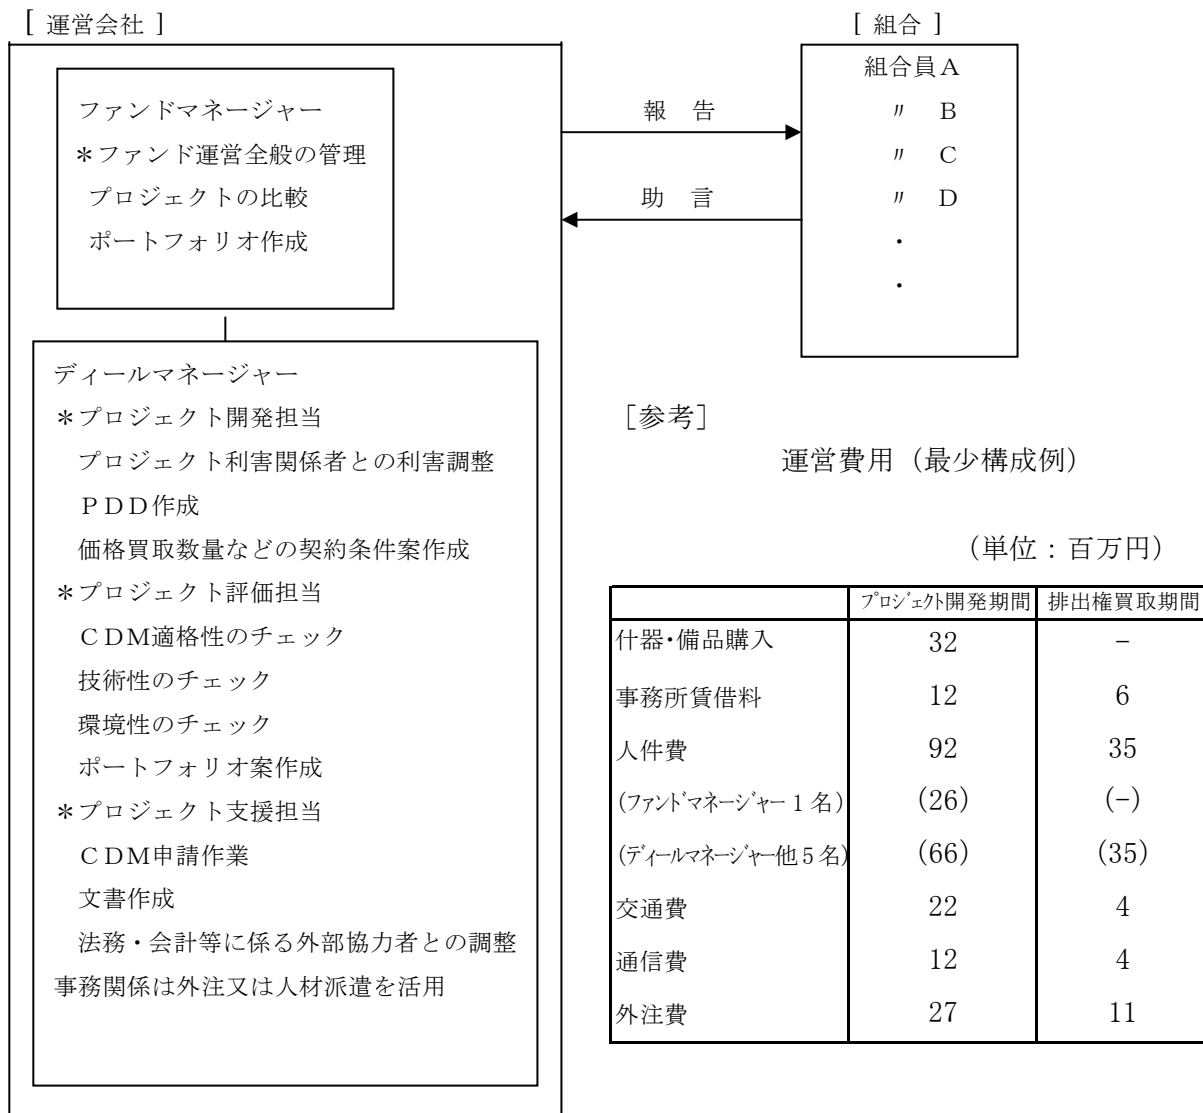 [ 運営会社 ]
ファンドマネージャー
＊ファンド運営全般の管理
プロジェクトの比較
ポートフォリオ作成
ディールマネージャー
＊プロジェクト開発担当
プロジェクト利害関係者との利害調整
ＰＤＤ作成
価格買取数量などの契約条件案作成
＊プロジェクト評価担当
ＣＤＭ適格性のチェック
技術性のチェック
環境性のチェック
ポートフォリオ案作成
＊プロジェクト支援担当
ＣＤＭ申請作業
文書作成
法務・会計等に係る外部協力者との調整
事務関係は外注又は人材派遣を活用
報　告
助　言
[ 組合 ]
組合員Ａ
〃　Ｂ
〃　Ｃ
〃　Ｄ
・
・
［参考］
運営費用（最少構成例）
（単位：百万円）
ﾌﾟﾛｼﾞｪｸﾄ開発期間 排出権買取期間
什器･備品購入 32 −
事務所賃借料 12 6
人件費 92 35
(ﾌｧﾝﾄﾞﾏﾈｰｼﾞｬｰ 1 名) (26) (−)
(ﾃﾞｨｰﾙﾏﾈｰｼﾞｬｰ他 5 名) (66) (35)
交通費 22 4
通信費 12 4
外注費 27 11